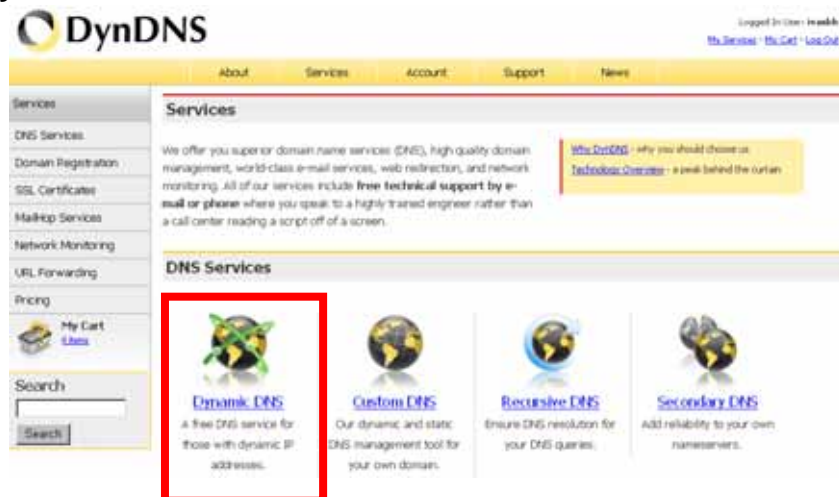 DynDNS
Logged In User:
My Services - My Cart - Log Out
About Services Account Support News
Services
DNS Services
Domain Registration
SSL Certificates
MailHop Services
Network Monitoring
URL Forwarding
Pricing
My Cart
Search
Search
Services
We offer you superior domain name services (DNS), high quality domain
management, world-class e-mail services, web redirection, and network
monitoring. All of our services include free technical support by e-
mail or phone where you speak to a highly trained engineer rather than
a call center reading a script off of a screen.
Why DynDNS - why you should choose us
Technology Overview - a peek behind the curtain
DNS Services
Dynamic DNS
A free DNS service for
those with dynamic IP
addresses.
Custom DNS
Our dynamic and static
DNS management tool for
your own domain.
Recursive DNS
Ensure DNS resolution for
your DNS queries.
Secondary DNS
Add reliability to your own
nameservers.